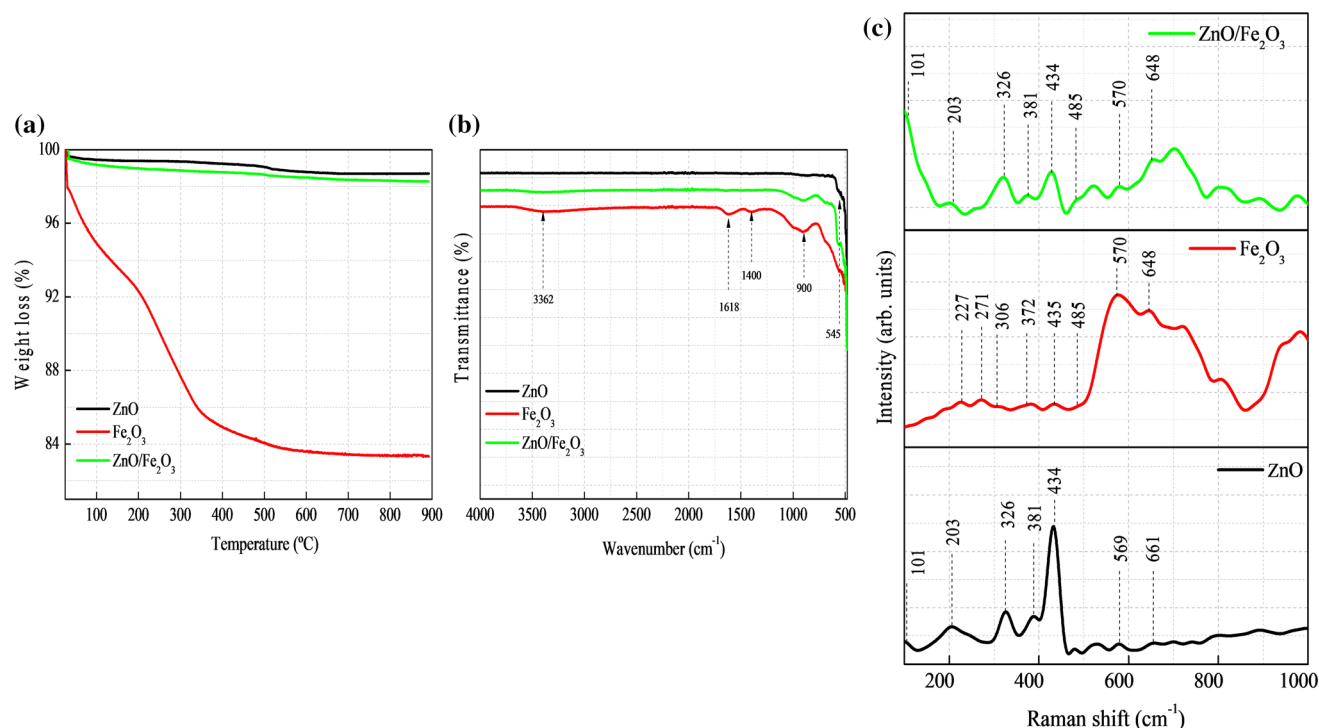 (a)
100
96
92
88
84
Weight loss (%)
ZnO
Fe₂O₃
ZnO/Fe₂O₃
100 200 300 400 500 600 700 800 900
Temperature (ºC)
(b)
Transmittance (%)
3362
1618
1400
900
545
ZnO
Fe₂O₃
ZnO/Fe₂O₃
4000 3500 3000 2500 2000 1500 1000 500
Wavenumber (cm⁻¹)
(c)
ZnO/Fe₂O₃
101 203 326 381 434 485 570 648
Fe₂O₃
227 271 306 372 435 485 570 648
Intensity (arb. units)
ZnO
101 203 326 381 434 569 661
200 400 600 800 1000
Raman shift (cm⁻¹)